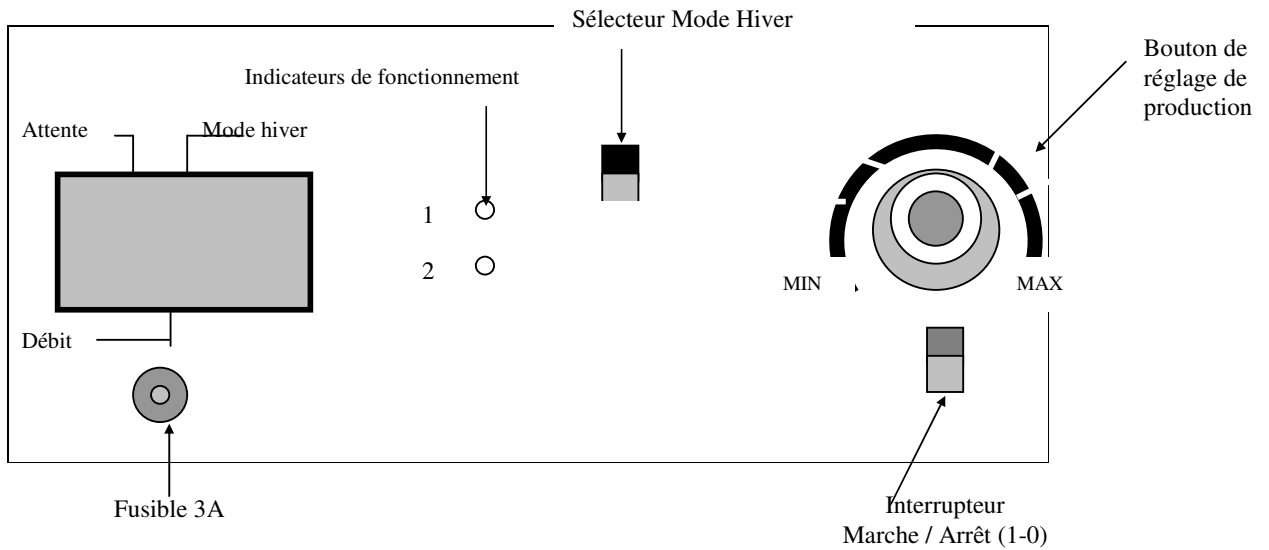 Sélecteur Mode Hiver
Bouton de
réglage de
production
Indicateurs de fonctionnement
Attente
Mode hiver
1
2
MIN
MAX
Débit
Fusible 3A
Interrupteur
Marche / Arrêt (1-0)